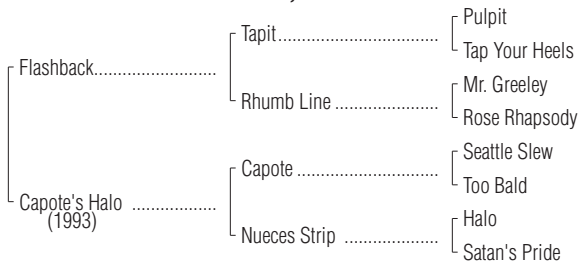 Pulpit
Tapit........................................
Tap Your Heels
Flashback..............................
Mr. Greeley
Rhumb Line .........................
Rose Rhapsody
Seattle Slew
Capote ...................................
Too Bald
Capote's Halo .....................
(1993)
Halo
Nueces Strip .......................
Satan's Pride